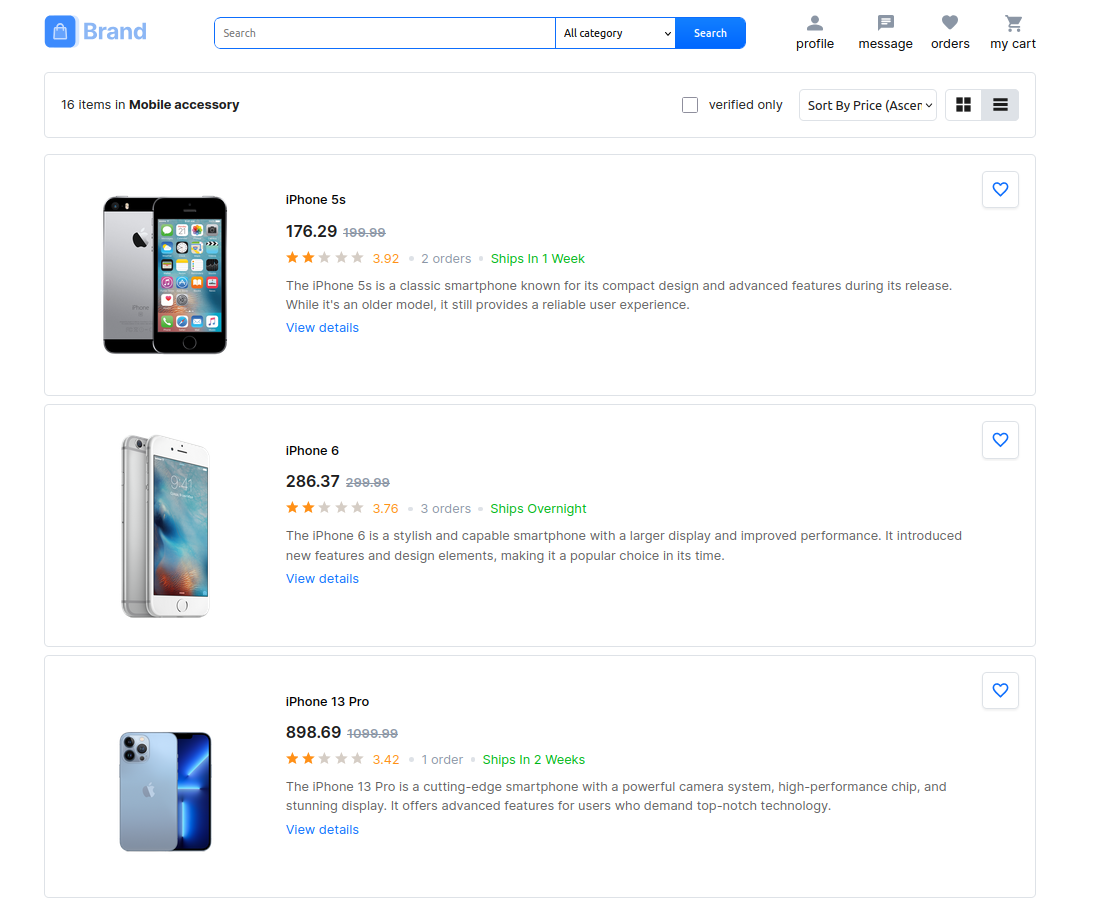 Brand
Search
All category
Search
profile
message
orders
my cart
16 items in Mobile accessory
verified only
Sort By Price (Ascer
iPhone 5s
176.29 199.99
3.92 2 orders Ships In 1 Week
The iPhone 5s is a classic smartphone known for its compact design and advanced features during its release.
While it's an older model, it still provides a reliable user experience.
View details
iPhone 6
286.37 299.99
3.76 3 orders Ships Overnight
The iPhone 6 is a stylish and capable smartphone with a larger display and improved performance. It introduced
new features and design elements, making it a popular choice in its time.
View details
iPhone 13 Pro
898.69 1099.99
3.42 1 order Ships In 2 Weeks
The iPhone 13 Pro is a cutting-edge smartphone with a powerful camera system, high-performance chip, and
stunning display. It offers advanced features for users who demand top-notch technology.
View details